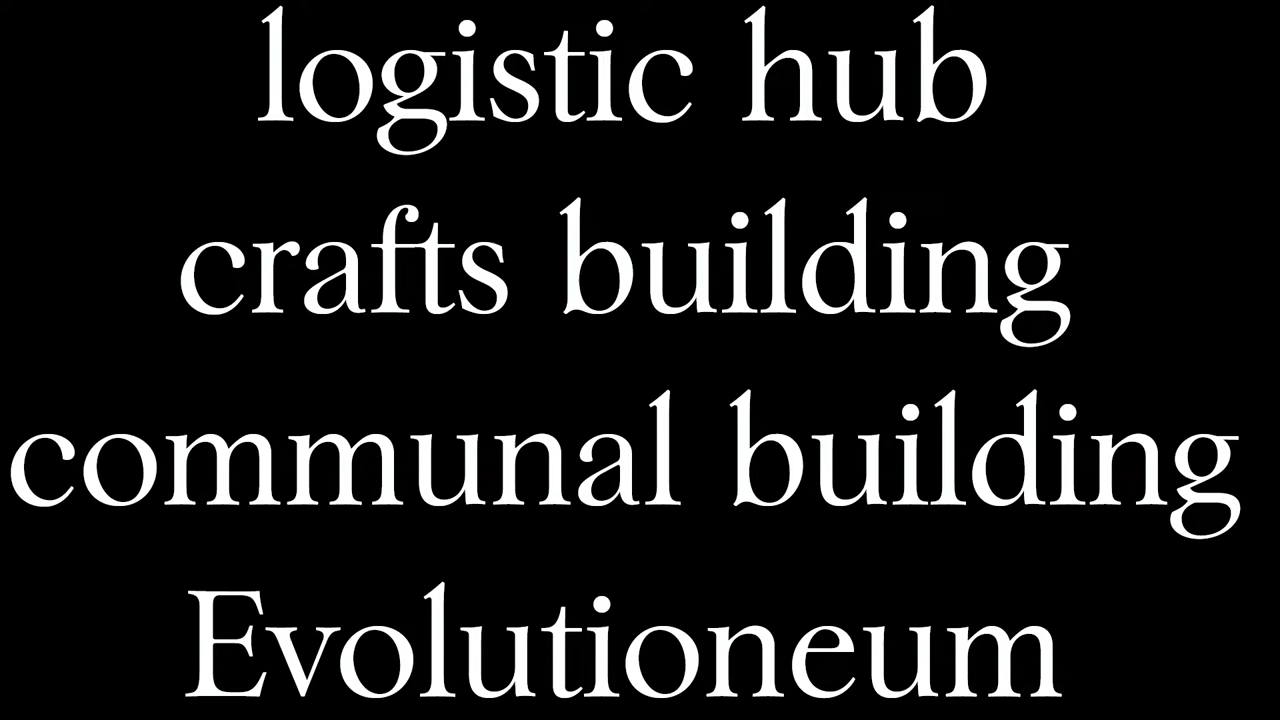 logistic hub
crafts building
communal building
Evolutioneum